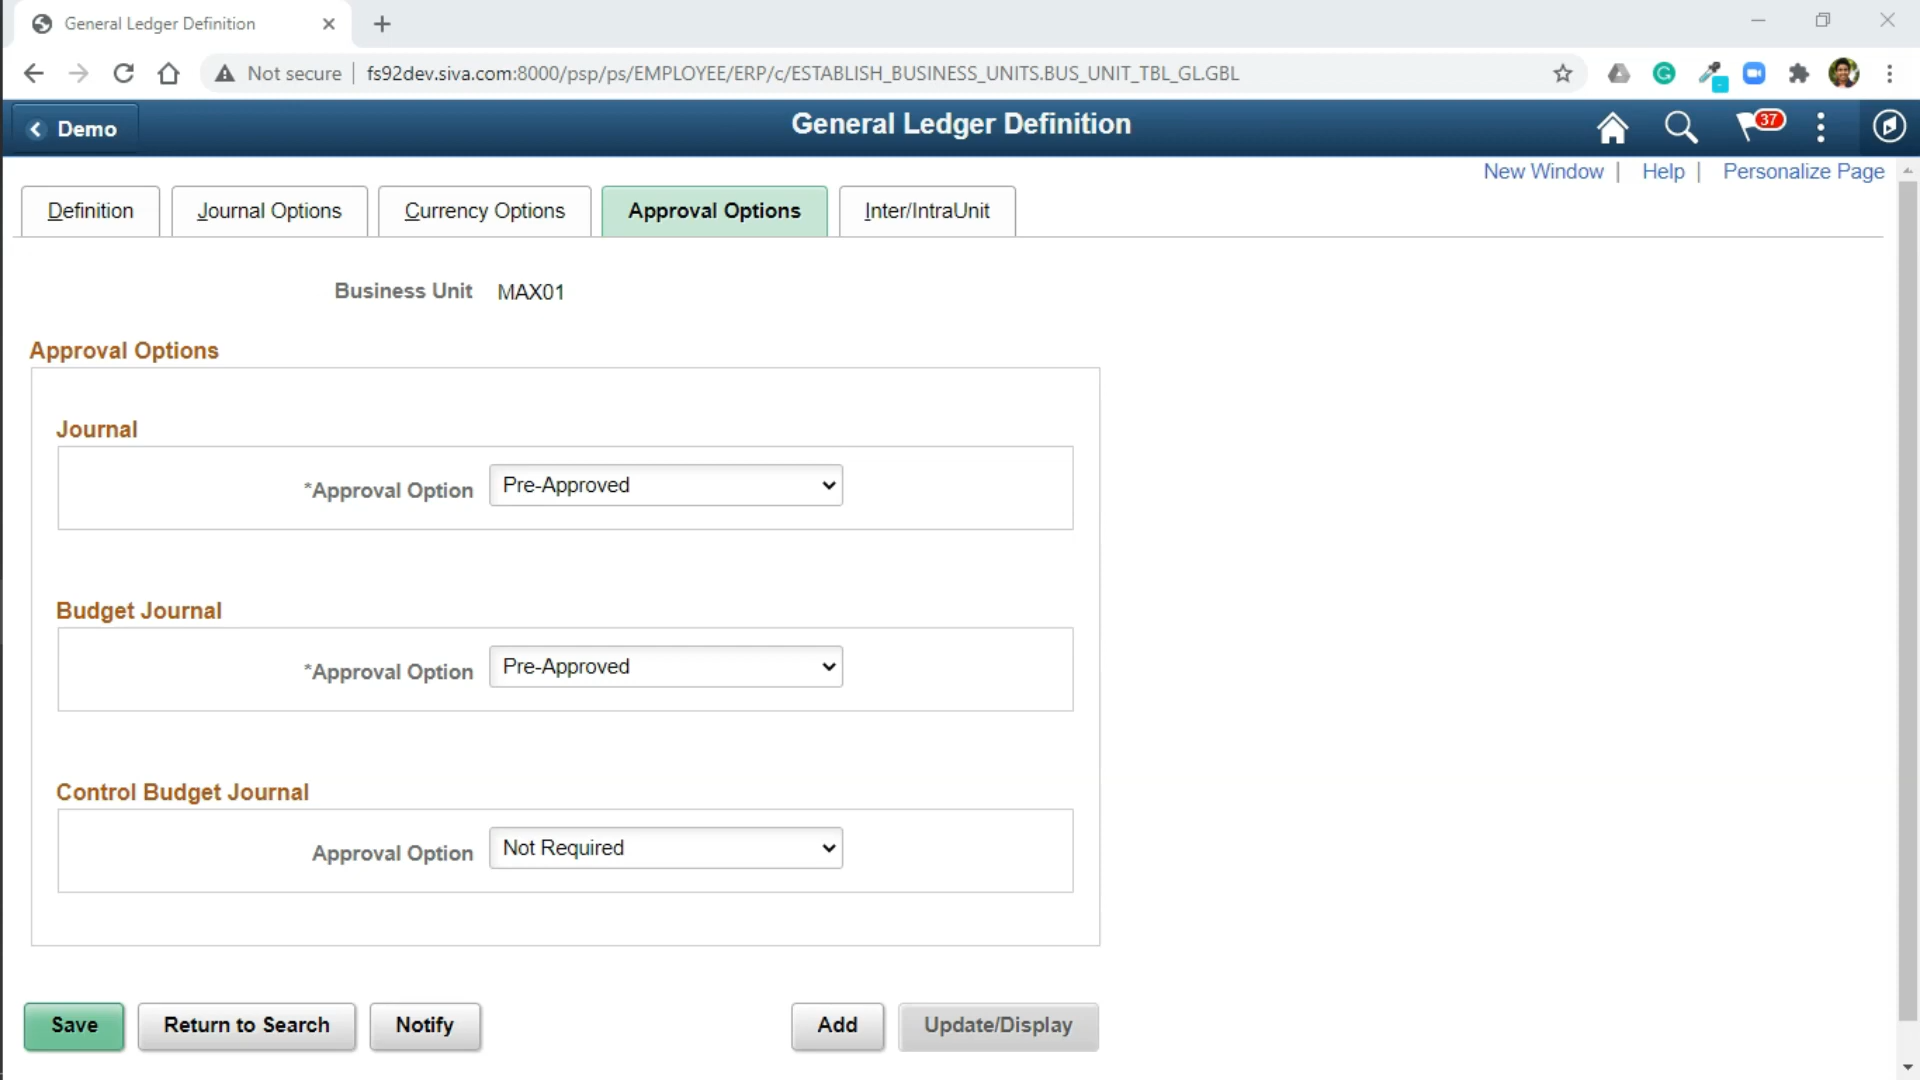 General Ledger Definition
Not secure fs92dev.siva.com:8000/psp/ps/EMPLOYEE/ERP/c/ESTABLISH_BUSINESS_UNITS.BUS_UNIT_TBL_GL.GBL
Demo General Ledger Definition 37
New Window | Help | Personalize Page
Definition Journal Options Currency Options Approval Options Inter/IntraUnit
Business Unit MAX01
Approval Options
Journal
*Approval Option Pre-Approved
Budget Journal
*Approval Option Pre-Approved
Control Budget Journal
Approval Option Not Required
Save Return to Search Notify Add Update/Display